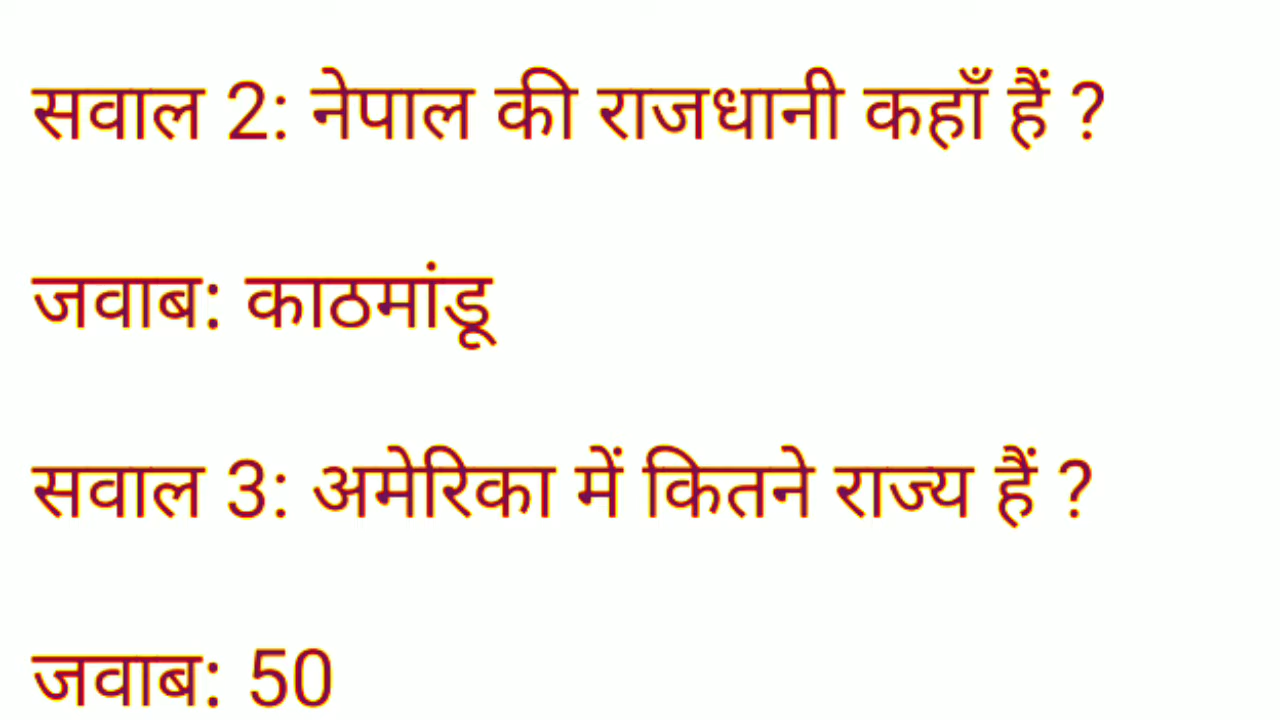 सवाल 2: नेपाल की राजधानी कहाँ हैं ?
जवाब: काठमांडू
सवाल 3: अमेरिका में कितने राज्य हैं ?
जवाब: 50